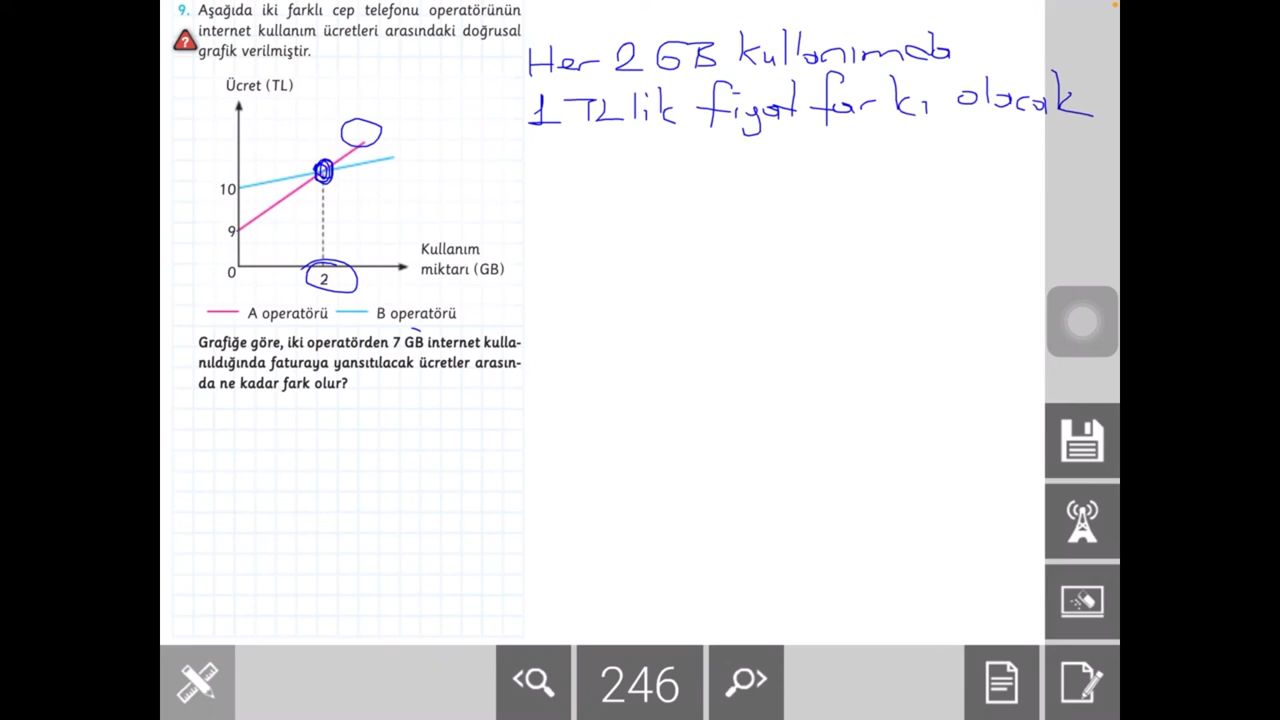 9. Aşağıda iki farklı cep telefonu operatörünün
internet kullanım ücretleri arasındaki doğrusal
grafik verilmiştir.
?
Her 2 GB kullanımda
1 TLlik fiyat farkı olacak
Ücret (TL)
10
9
0
2
Kullanım
miktarı (GB)
A operatörü
B operatörü
Grafiğe göre, iki operatörden 7 GB internet kulla-
nıldığında faturaya yansıtılacak ücretler arasın-
da ne kadar fark olur?
246